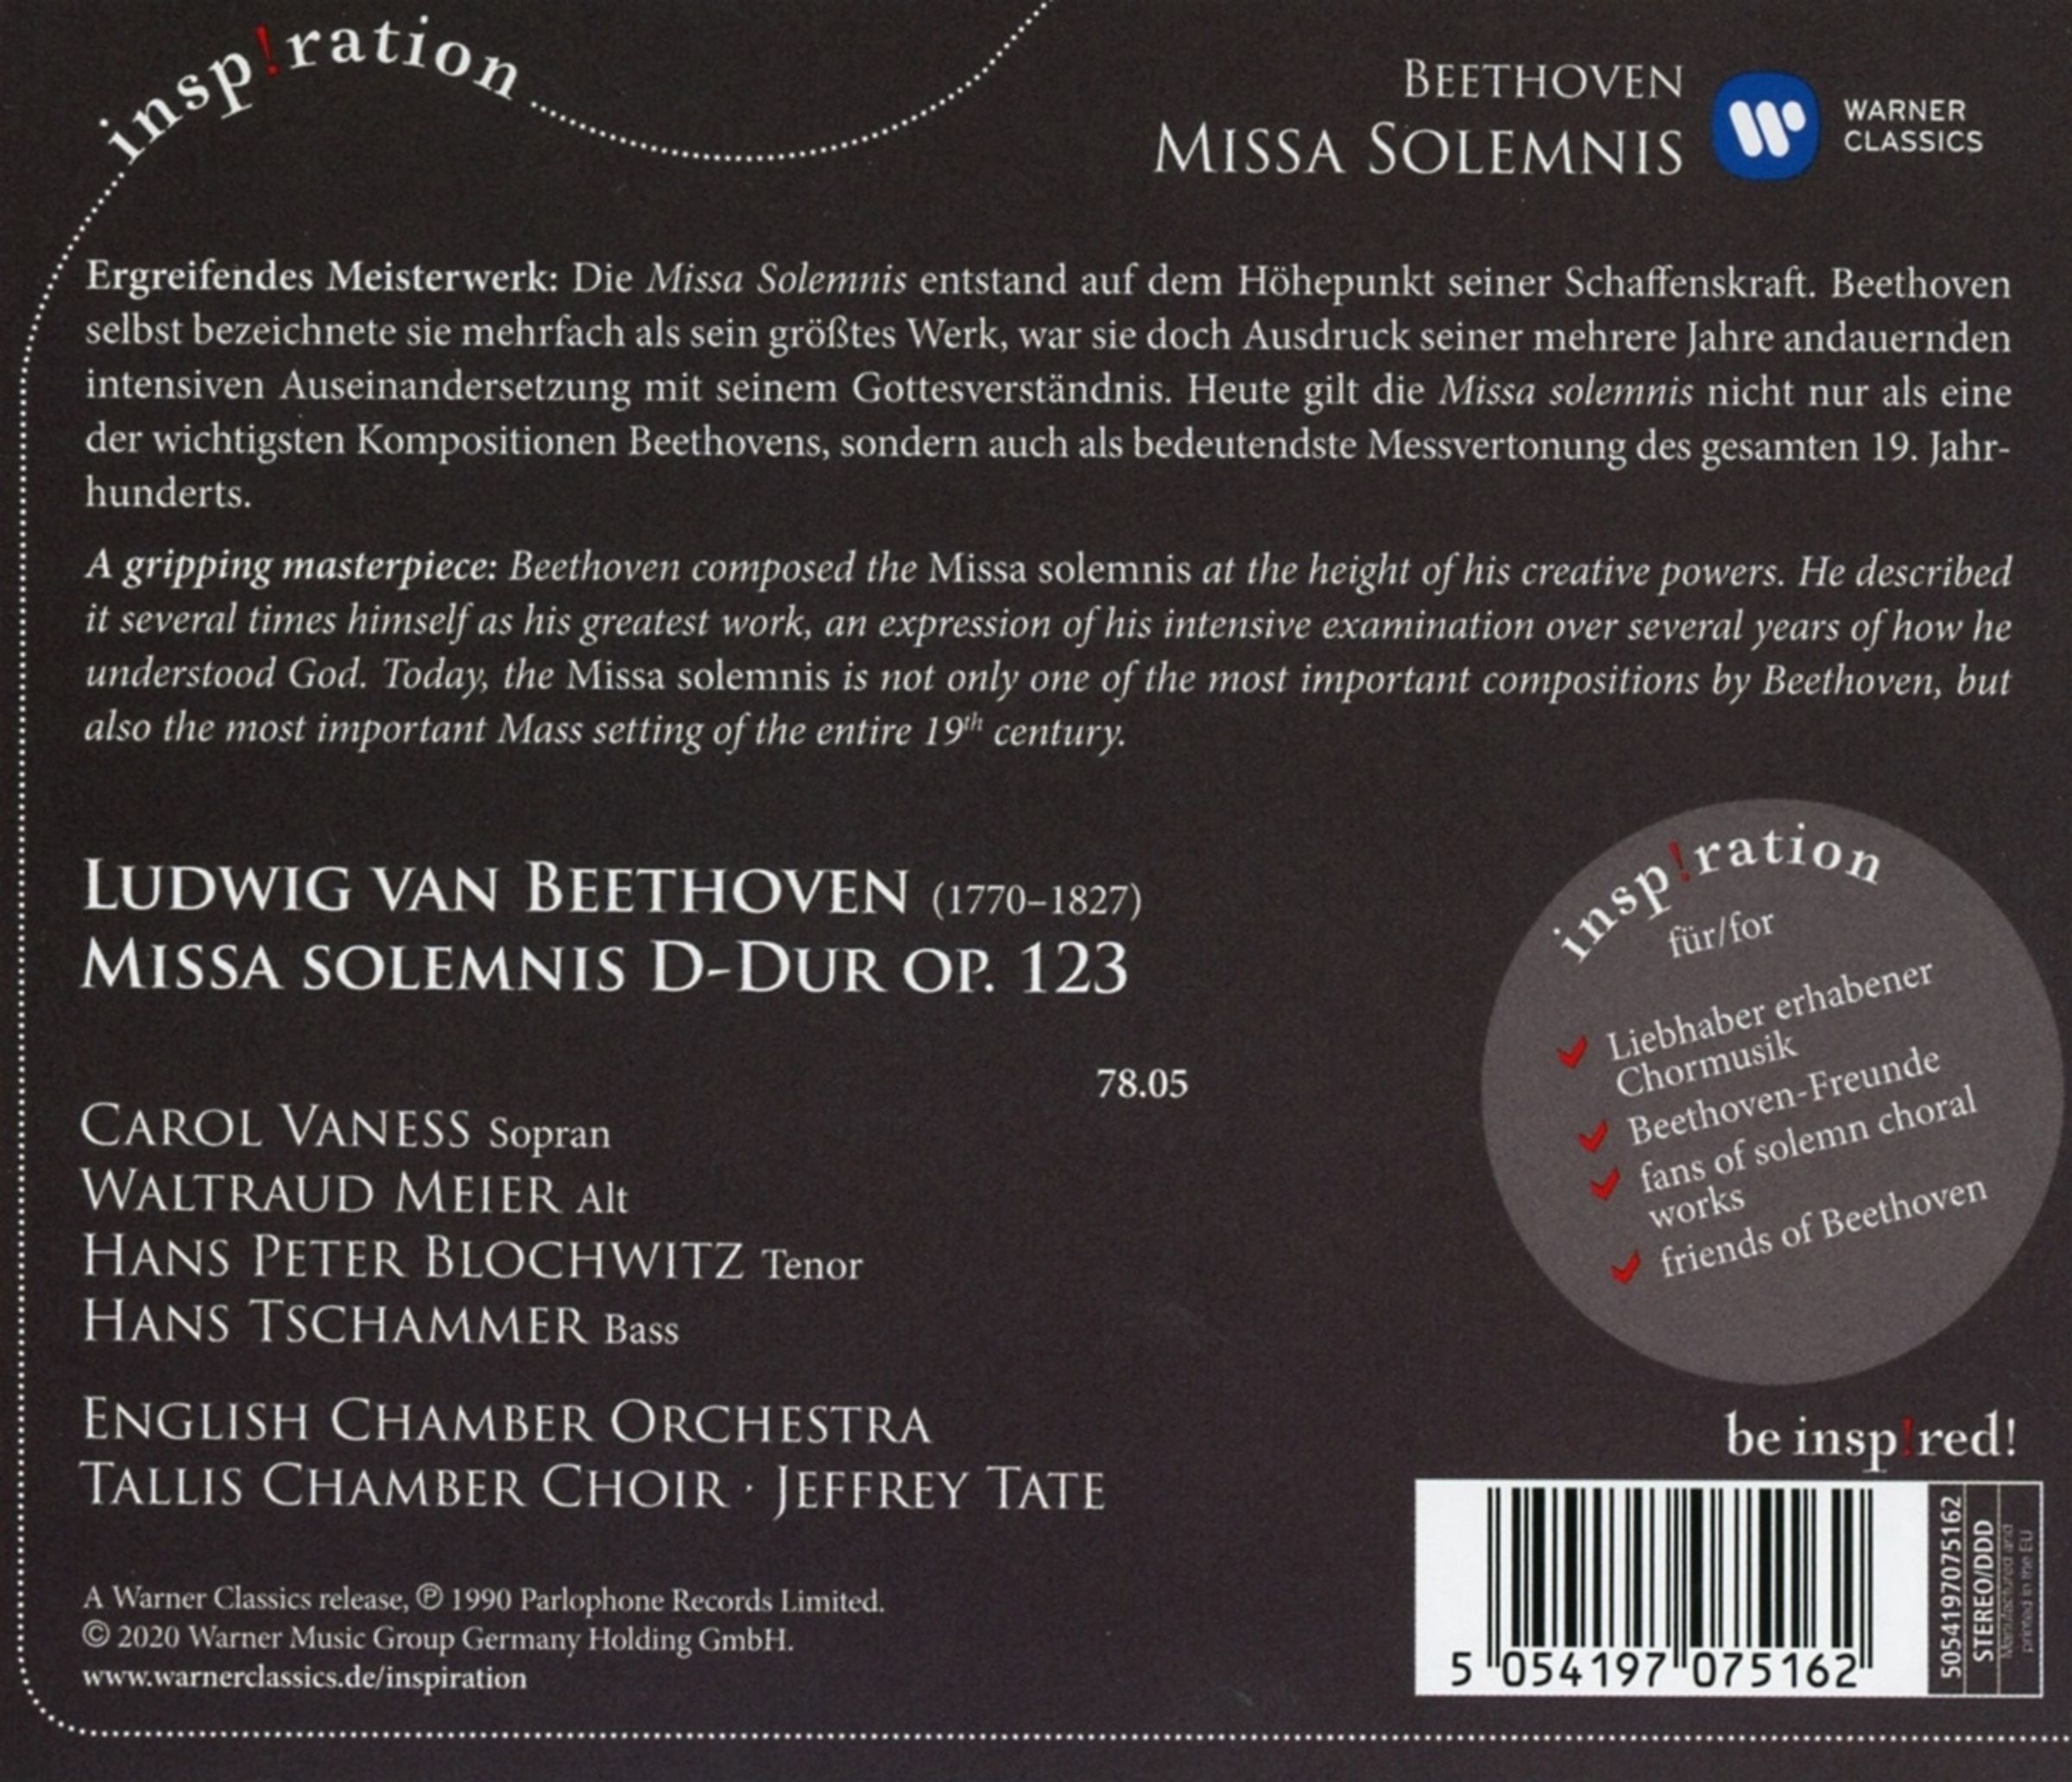 insp!ration
BEETHOVEN
MISSA SOLEMNIS
WARNER
CLASSICS
Ergreifendes Meisterwerk: Die Missa Solemnis entstand auf dem Höhepunkt seiner Schaffenskraft. Beethoven
selbst bezeichnete sie mehrfach als sein größtes Werk, war sie doch Ausdruck seiner mehrere Jahre andauernden
intensiven Auseinandersetzung mit seinem Gottesverständnis. Heute gilt die Missa solemnis nicht nur als eine
der wichtigsten Kompositionen Beethovens, sondern auch als bedeutendste Messvertonung des gesamten 19. Jahr-
hunderts.
A gripping masterpiece: Beethoven composed the Missa solemnis at the height of his creative powers. He described
it several times himself as his greatest work, an expression of his intensive examination over several years of how he
understood God. Today, the Missa solemnis is not only one of the most important compositions by Beethoven, but
also the most important Mass setting of the entire 19th century.
LUDWIG VAN BEETHOVEN (1770–1827)
MISSA SOLEMNIS D-DUR OP. 123
78.05
CAROL VANESS Sopran
WALTRAUD MEIER Alt
HANS PETER BLOCHWITZ Tenor
HANS TSCHAMMER Bass
ENGLISH CHAMBER ORCHESTRA
TALLIS CHAMBER CHOIR · JEFFREY TATE
A Warner Classics release, ℗ 1990 Parlophone Records Limited.
© 2020 Warner Music Group Germany Holding GmbH.
www.warnerclassics.de/inspiration
insp!ration
für/for
Liebhaber erhabener
Chormusik
Beethoven-Freunde
fans of solemn choral
works
friends of Beethoven
be insp!red!
5 054197 075162
5054197075162
STEREO/DDD
Manufactured and
printed in the EU